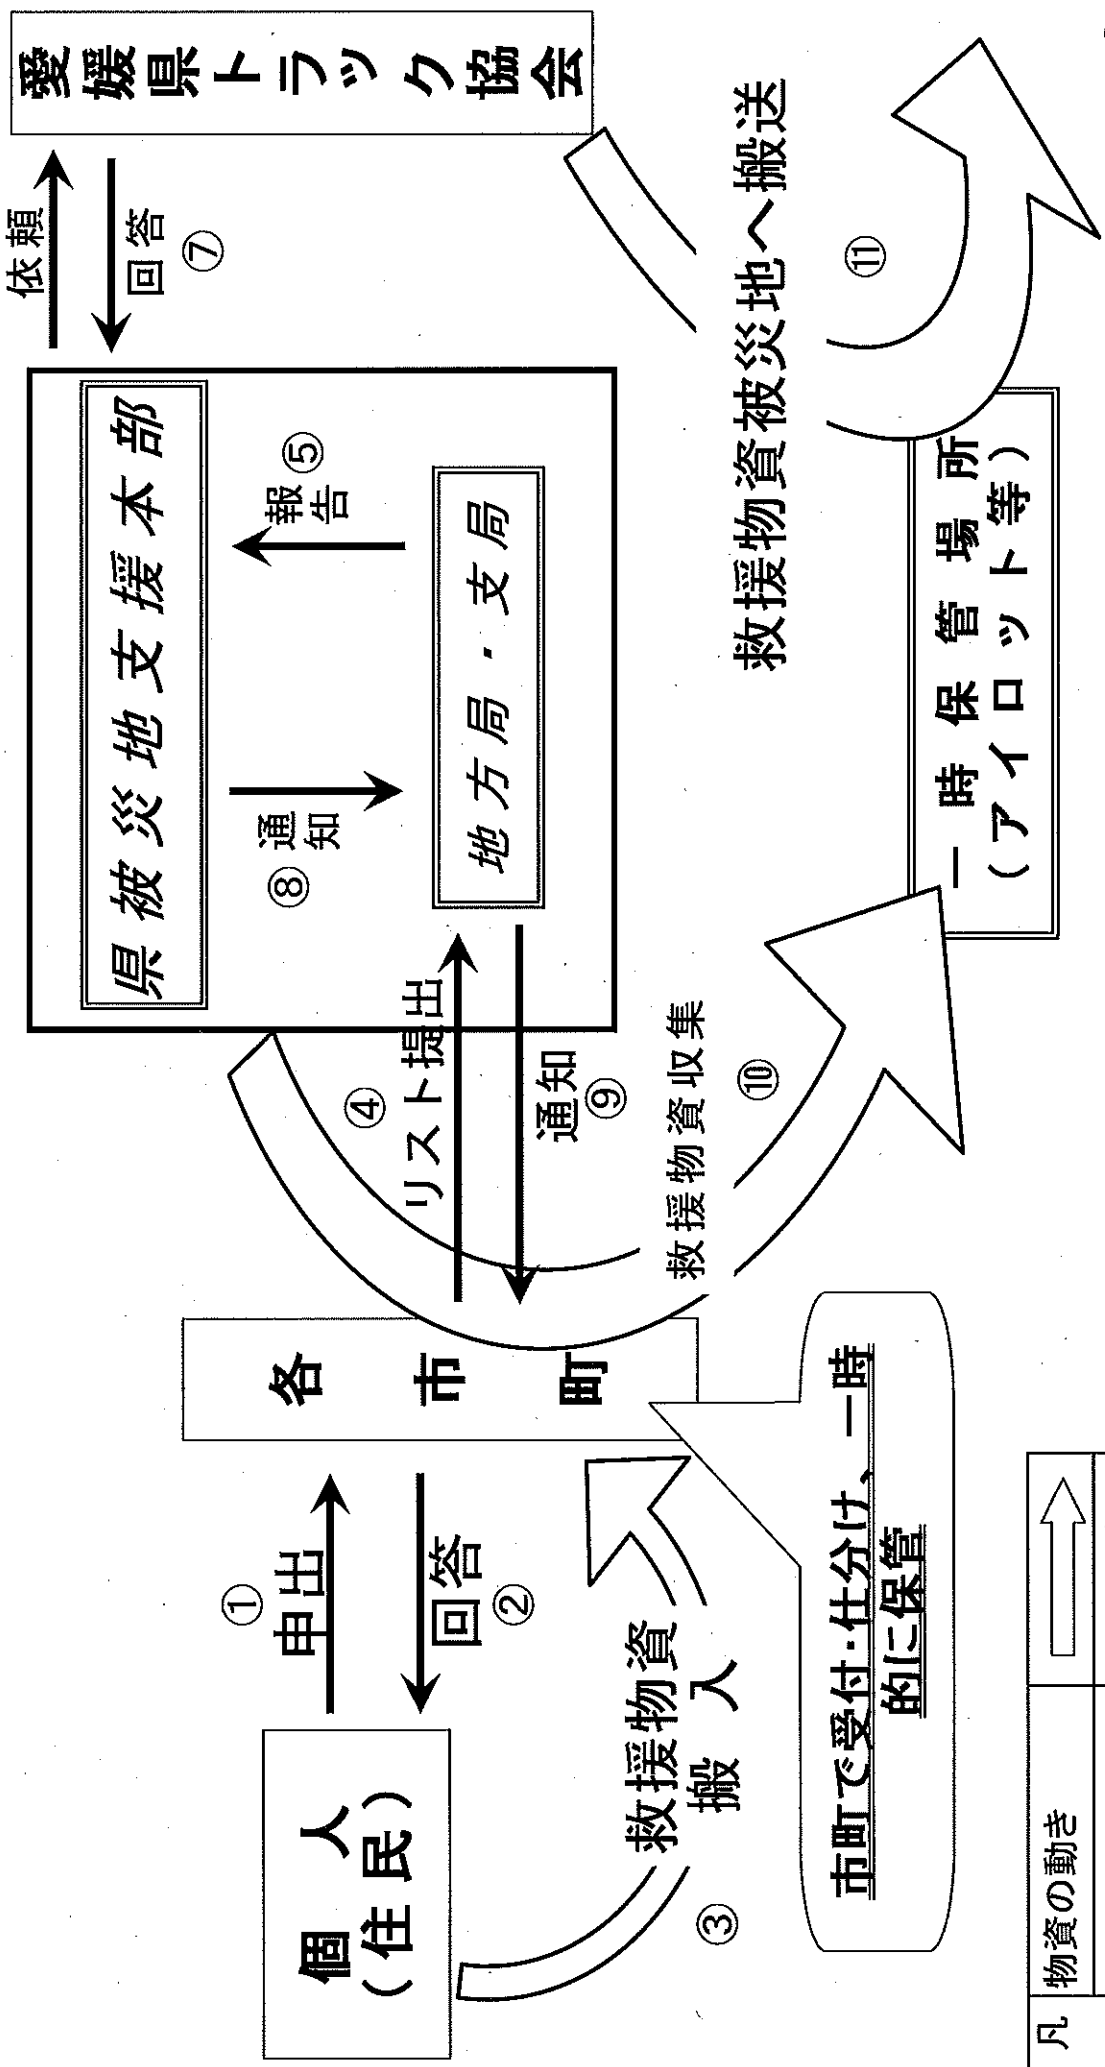 個人
（住民）
①
申出
回答
②
③
救援物資
搬入
各市町
市町で受付・仕分け、一時
的に保管
④
リスト提出
通知
⑨
県被災地支援本部
⑧
通知
知
報告
⑤
地方局・支局
依頼
回答
⑦
愛媛県トラック協会
救援物資収集
⑩
一時保管場所
（アイロット等）
救援物資被災地へ搬送
⑪
凡
物資の動き